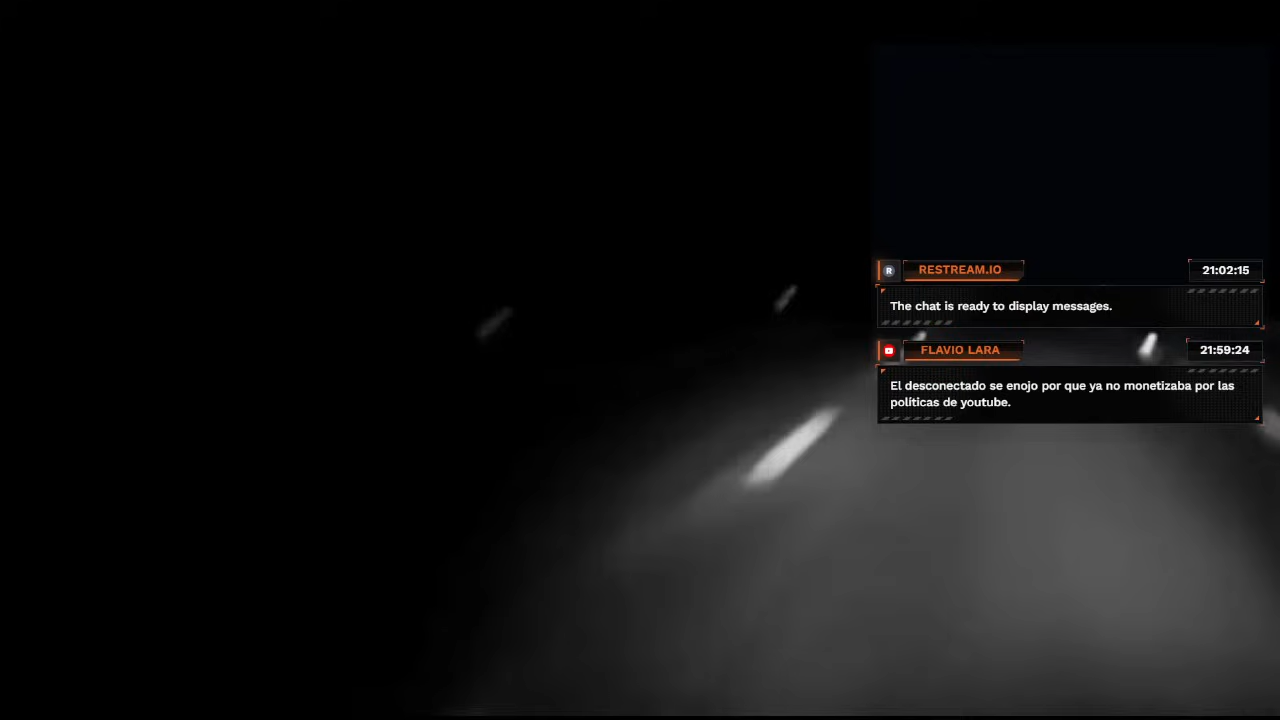 R
RESTREAM.IO
21:02:15
The chat is ready to display messages.
FLAVIO LARA
21:59:24
El desconectado se enojo por que ya no monetizaba por las
políticas de youtube.